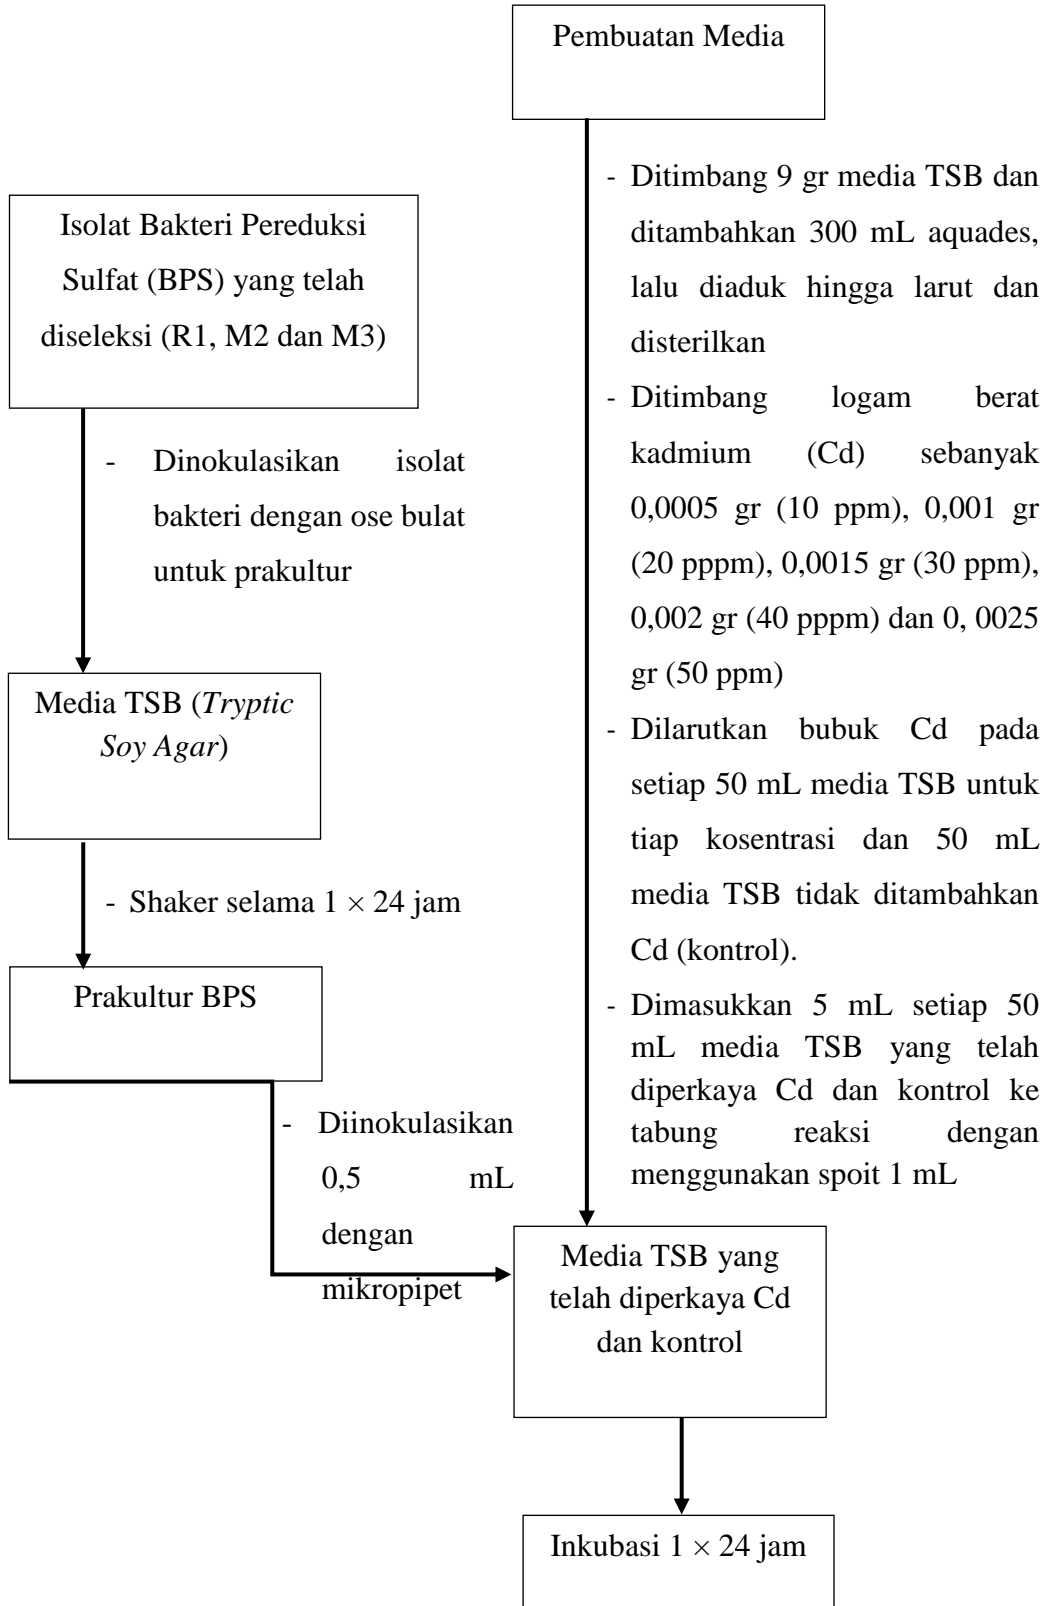 Pembuatan Media
- Ditimbang 9 gr media TSB dan
ditambahkan 300 mL aquades,
lalu diaduk hingga larut dan
disterilkan
- Ditimbang logam berat
kadmium (Cd) sebanyak
0,0005 gr (10 ppm), 0,001 gr
(20 pppm), 0,0015 gr (30 ppm),
0,002 gr (40 pppm) dan 0, 0025
gr (50 ppm)
- Dilarutkan bubuk Cd pada
setiap 50 mL media TSB untuk
tiap kosentrasi dan 50 mL
media TSB tidak ditambahkan
Cd (kontrol).
- Dimasukkan 5 mL setiap 50
mL media TSB yang telah
diperkaya Cd dan kontrol ke
tabung reaksi dengan
menggunakan spoit 1 mL
Isolat Bakteri Pereduksi
Sulfat (BPS) yang telah
diseleksi (R1, M2 dan M3)
- Dinokulasikan isolat
bakteri dengan ose bulat
untuk prakultur
Media TSB (Tryptic
Soy Agar)
- Shaker selama 1 × 24 jam
Prakultur BPS
- Diinokulasikan
0,5 mL
dengan
mikropipet
Media TSB yang
telah diperkaya Cd
dan kontrol
Inkubasi 1 × 24 jam